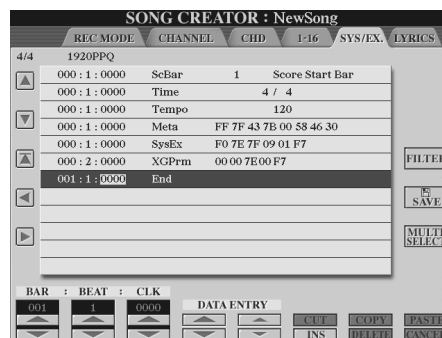 SONG CREATOR : NewSong
REC MODE CHANNEL CHD 1-16 SYS/EX. LYRICS
4/4 1920PPQ
000 : 1 : 0000 ScBar 1 Score Start Bar
000 : 1 : 0000 Time 4 / 4
000 : 1 : 0000 Tempo 120
000 : 1 : 0000 Meta FF 7F 43 7B 00 58 46 30
000 : 1 : 0000 SysEx F0 7E 7F 09 01 F7
000 : 2 : 0000 XGPrm 00 00 7E 00 F7
001 : 1 : 0000 End
FILTE
SAVE
MULTI
SELECT
BAR : BEAT : CLK
001 1 0000 DATA ENTRY
CUT COPY PASTE
INS DELETE CANCEL